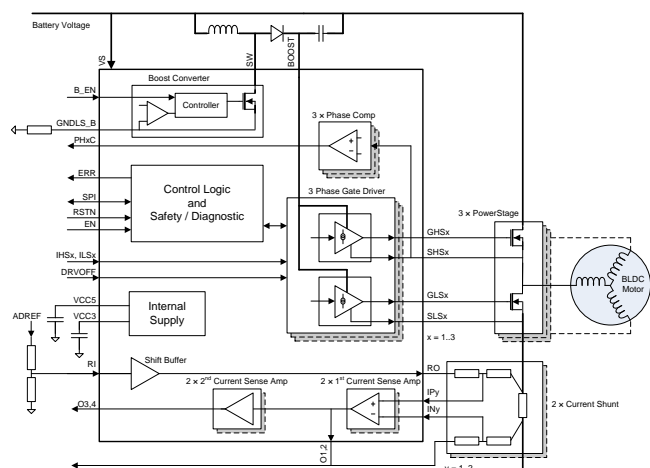 Battery Voltage
VS
SW
BOOST
Boost Converter
B_EN
Controller
GNDLS_B
3 × Phase Comp
PHxC
ERR
SPI
RSTN
EN
Control Logic
and
Safety / Diagnostic
3 Phase Gate Driver
3 × PowerStage
GHSx
SHSx
BLDC
Motor
IHSx, ILSx
DRVOFF
GLSx
SLSx
VCC5
VCC3
Internal
Supply
x = 1..3
ADREF
RI
Shift Buffer
RO
2 × 2nd Current Sense Amp
2 × 1st Current Sense Amp
IPy
INy
2 × Current Shunt
O3,4
O1,2
y = 1..2